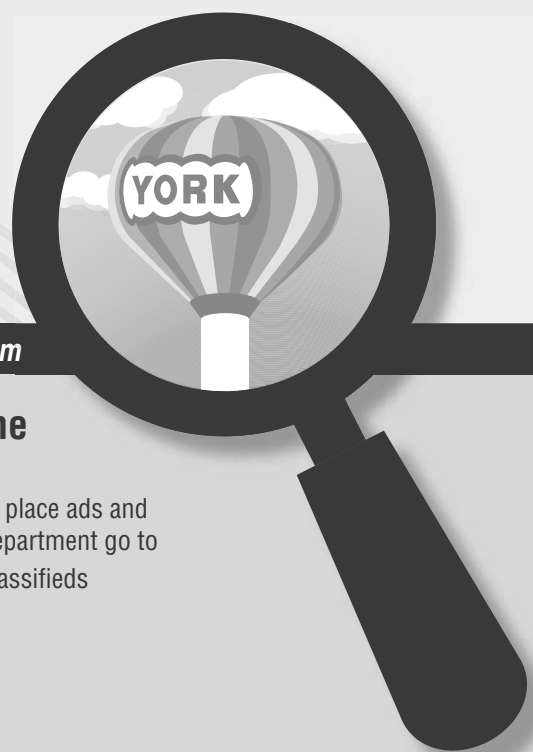 YORK
m
ne
place ads and
epartment go to
assifieds